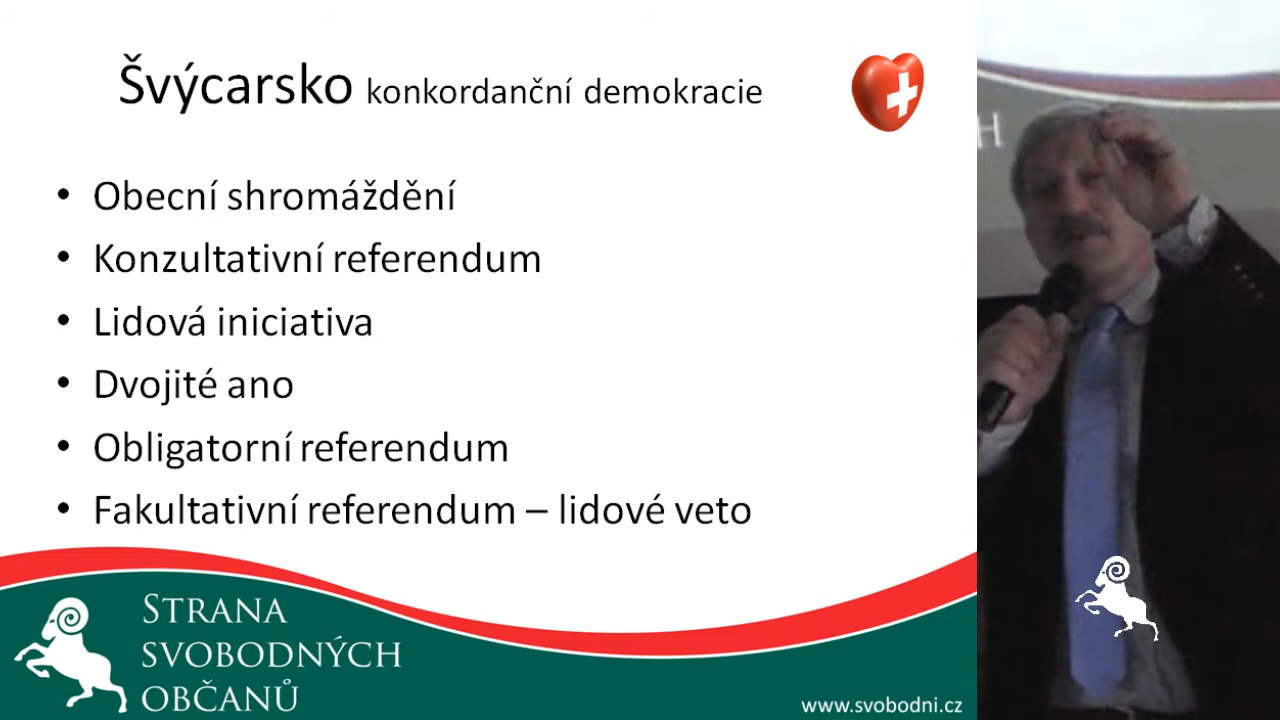 Švýcarsko konkordanční demokracie
• Obecní shromáždění
• Konzultativní referendum
• Lidová iniciativa
• Dvojité ano
• Obligatorní referendum
• Fakultativní referendum – lidové veto
STRANA
SVOBODNÝCH
OBČANŮ
www.svobodni.cz
H